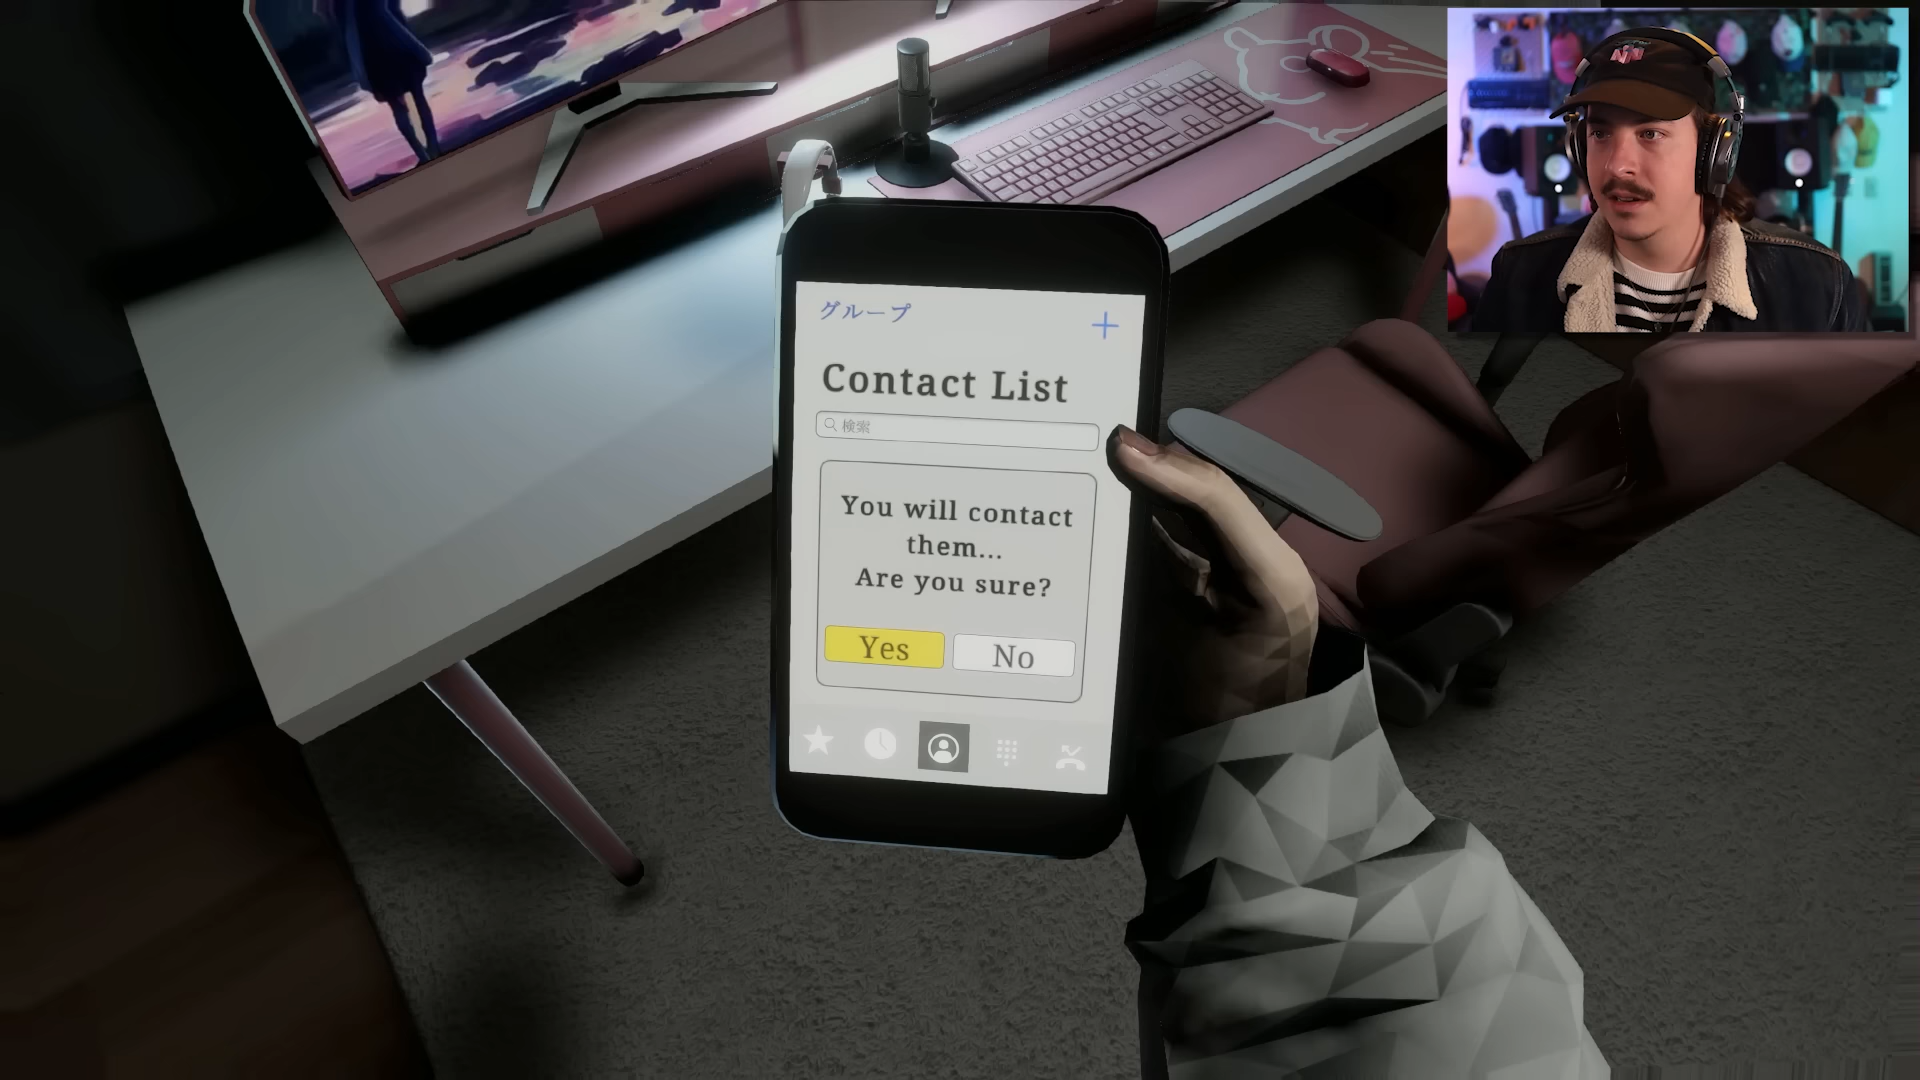 グループ
Contact List
検索
You will contact
them...
Are you sure?
Yes
No